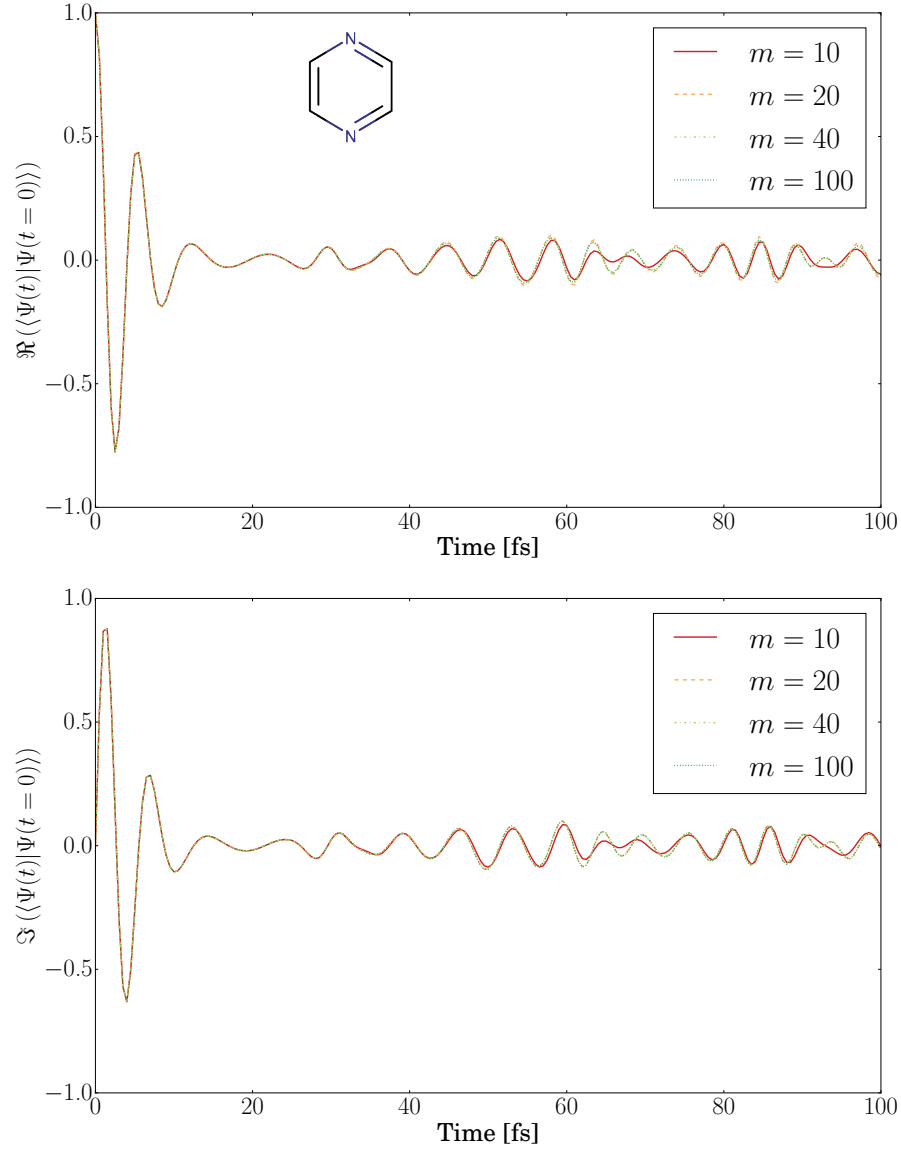 1.0
0.5
0.0
−0.5
−1.0
ℜ(⟨Ψ(t)|Ψ(t = 0)⟩)
N
N
m = 10
m = 20
m = 40
m = 100
0 20 40 60 80 100
Time [fs]
1.0
0.5
0.0
−0.5
−1.0
ℑ(⟨Ψ(t)|Ψ(t = 0)⟩)
m = 10
m = 20
m = 40
m = 100
0 20 40 60 80 100
Time [fs]